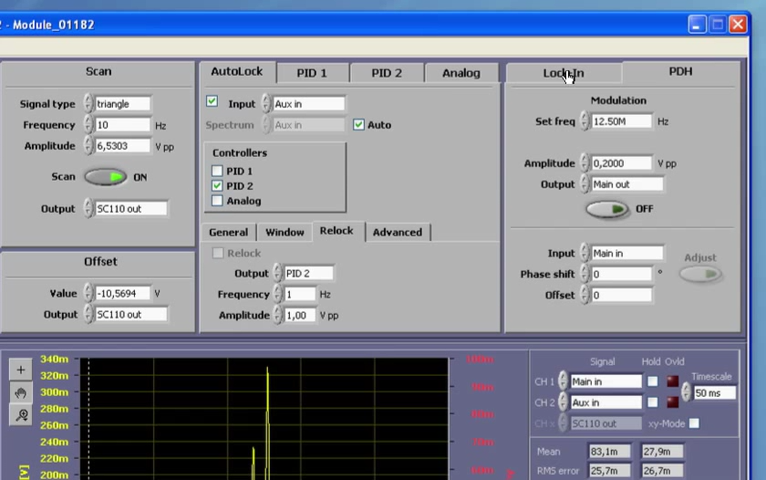 2 - Module_01182
Scan
Signal type triangle
Frequency 10 Hz
Amplitude 6,5303 V pp
Scan ON
Output SC110 out
Offset
Value -10,5694 V
Output SC110 out
AutoLock PID 1 PID 2 Analog
Input Aux in
Spectrum Aux in Auto
Controllers
PID 1
PID 2
Analog
General Window Relock Advanced
Relock
Output PID 2
Frequency 1 Hz
Amplitude 1,00 V pp
PDH
Modulation
Set freq 12.50M Hz
Amplitude 0,2000 V pp
Output Main out
OFF
Input Main in
Phase shift 0 °
Offset 0
Adjust
340m
320m
300m
280m
260m
240m
220m
200m
[V]
Signal Hold Ovld
CH 1 Main in
CH 2 Aux in
CH x SC110 out xy-Mode
Timescale
50 ms
Mean 83,1m 27,9m
RMS error 25,7m 26,7m